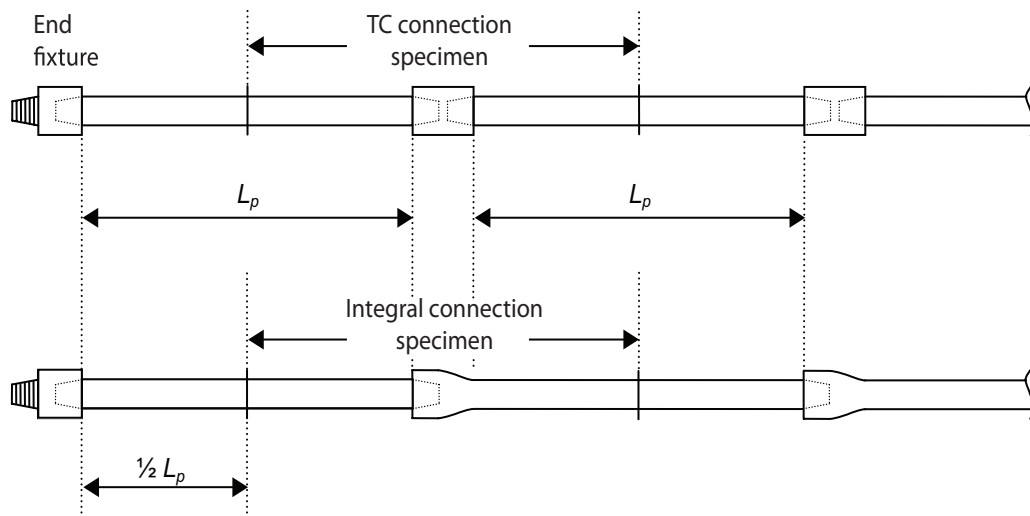 End
fixture
TC connection
specimen
Lp
Lp
Integral connection
specimen
½ Lp